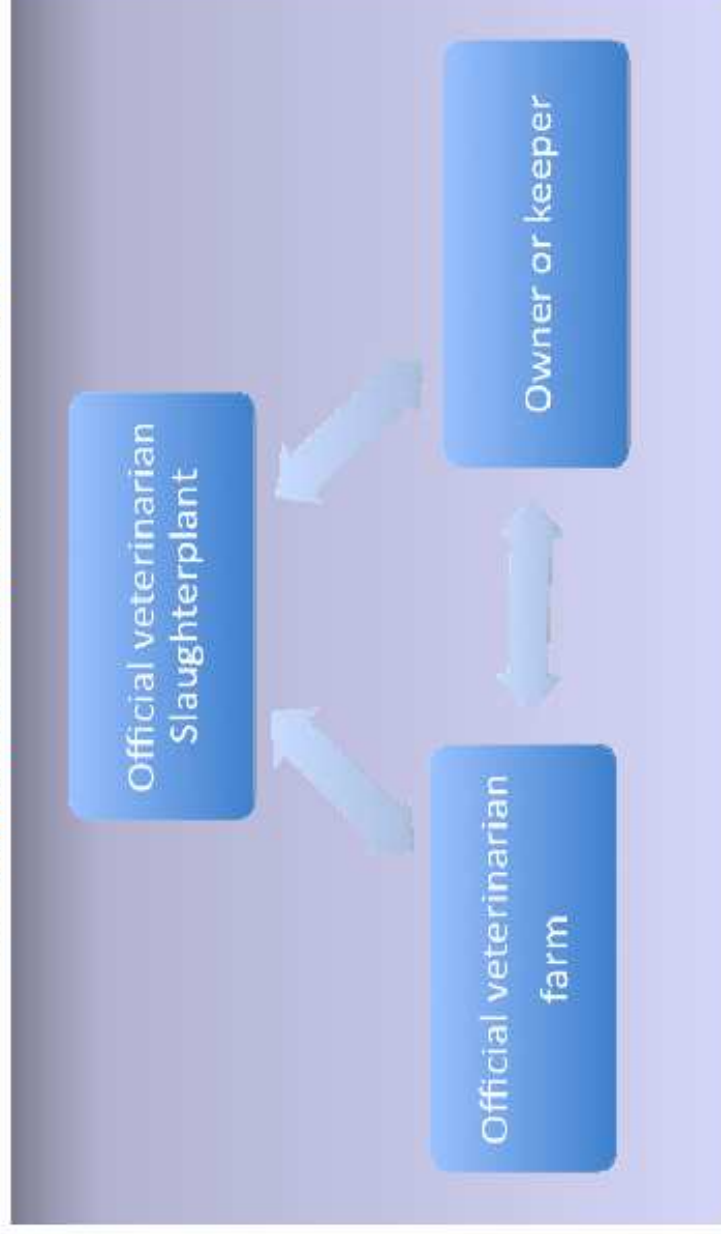 Official veterinarian
Slaughterplant
Official veterinarian
farm
Owner or keeper